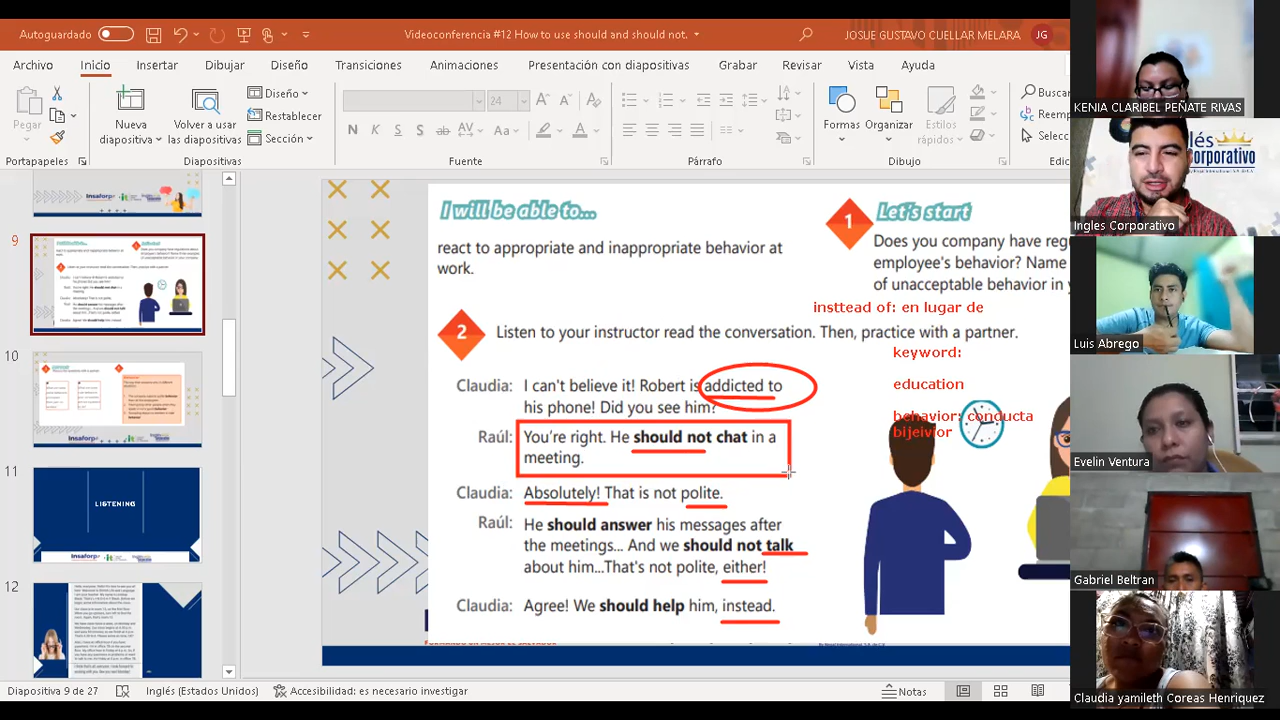 Autoguardado
Videoconferencia #12 How to use should and should not.
JOSUE GUSTAVO CUELLAR MELARA
JG
Archivo
Inicio
Insertar
Dibujar
Diseño
Transiciones
Animaciones
Presentación con diapositivas
Grabar
Revisar
Vista
Ayuda
Pegar
Nueva
diapositiva
Volver a usar
las diapositivas
Diseño
Restablecer
Sección
24
N
K
S
S
ab
AV
Aa
A
Formas
Organizar
Estilos
rápidos
Buscar
Portapapeles
Diapositivas
Fuente
Párrafo
Dibujo
9
10
11
LISTENING
12
I will be able to...
react to appropriate and inappropriate behavior at
work.
1
Let's start
Does you company have
employee's behavior? Name
of unacceptable behavior in
insttead of: en lugar de
2
Listen to your instructor read the conversation. Then, practice with a partner.
keyword:
education
behavior: conducta
bijeivior
Claudia: I can't believe it! Robert is addicted to
his phone! Did you see him?
Raúl: You're right. He should not chat in a
meeting.
Claudia: Absolutely! That is not polite.
Raúl: He should answer his messages after
the meetings... And we should not talk
about him...That's not polite, either!
Claudia: Agree! We should help him, instead.
Diapositiva 9 de 27
Inglés (Estados Unidos)
Accesibilidad: es necesario investigar
Notas
KENIA CLARIBEL PEÑATE RIVAS
Ingles Corporativo
Luis Abrego
Evelin Ventura
Gabriel Beltran
Claudia yamileth Coreas Henriquez